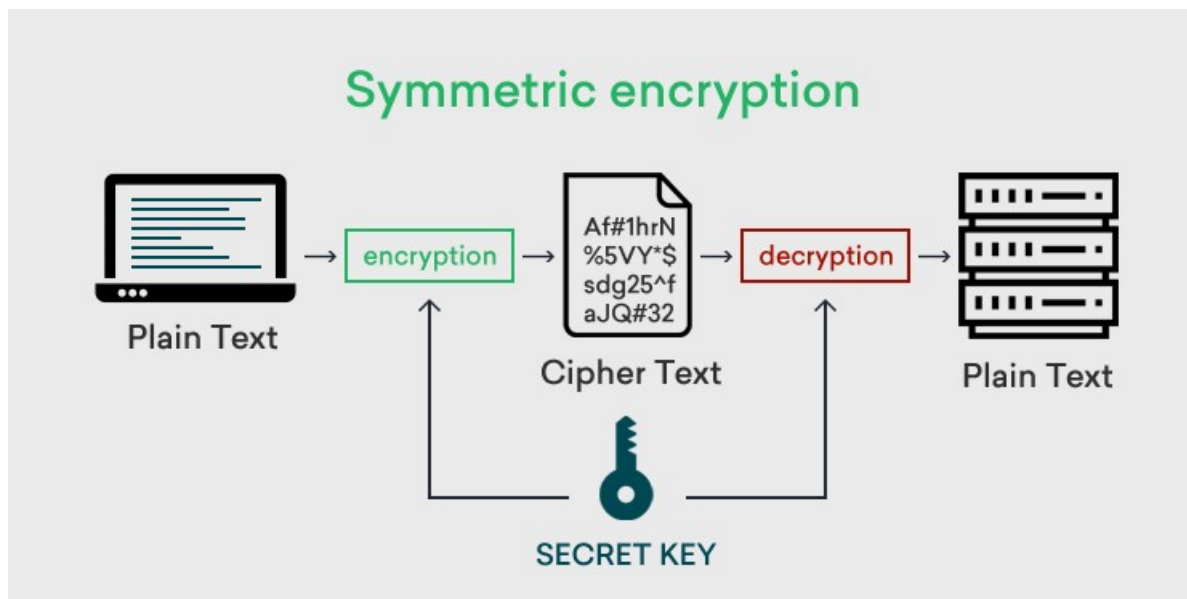 Symmetric encryption
Plain Text
encryption
Af#1hrN
%5VY*$
sdg25^f
aJQ#32
Cipher Text
decryption
Plain Text
SECRET KEY